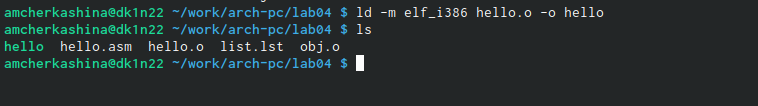 amcherkashina@dk1n22 ~/work/arch-pc/lab04 $ ld -m elf_i386 hello.o -o hello
amcherkashina@dk1n22 ~/work/arch-pc/lab04 $ ls
hello  hello.asm  hello.o  list.lst  obj.o
amcherkashina@dk1n22 ~/work/arch-pc/lab04 $